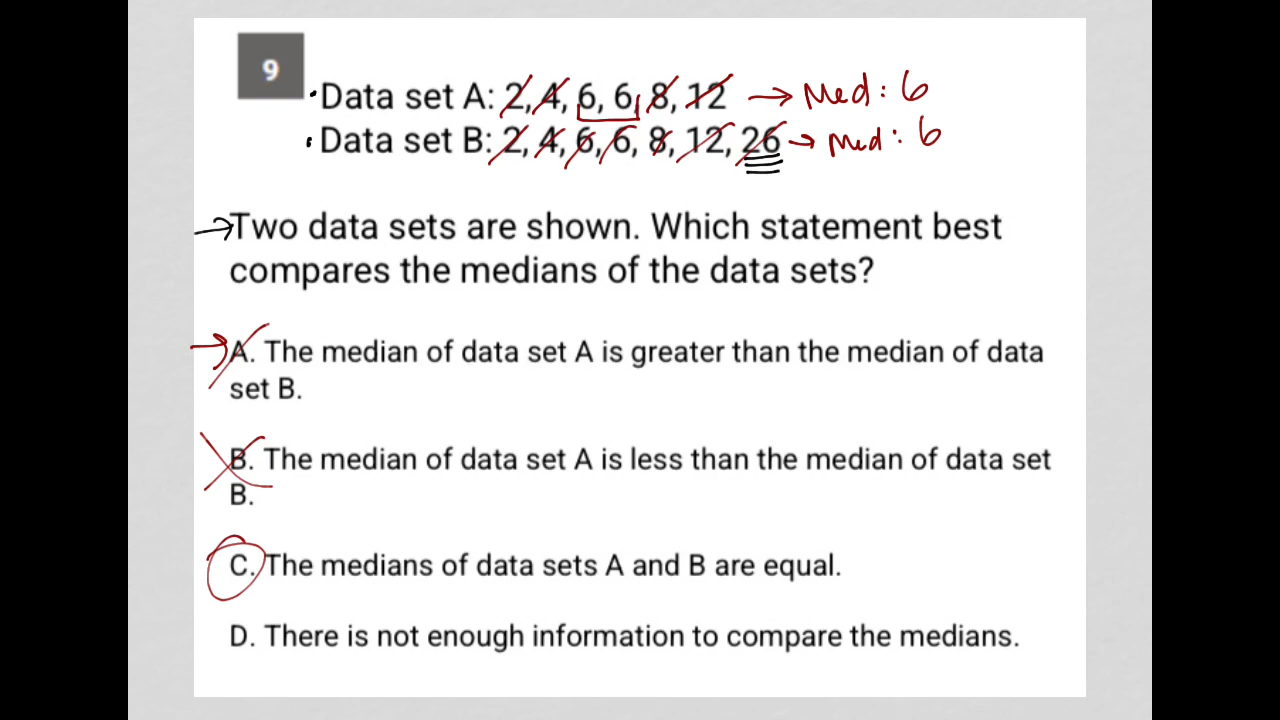 9
Data set A: 2, 4, 6, 6, 8, 12 → Med: 6
Data set B: 2, 4, 6, 6, 8, 12, 26 → Med: 6
Two data sets are shown. Which statement best
compares the medians of the data sets?
A. The median of data set A is greater than the median of data
set B.
B. The median of data set A is less than the median of data set
B.
C. The medians of data sets A and B are equal.
D. There is not enough information to compare the medians.